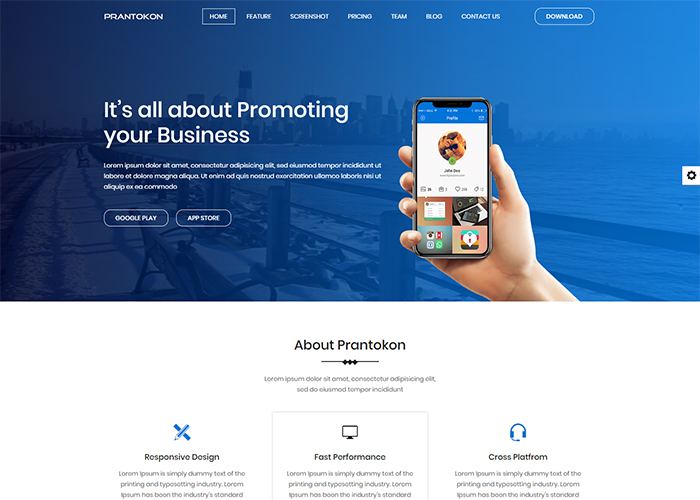 PRANTOKON
HOME FEATURE SCREENSHOT PRICING TEAM BLOG CONTACT US DOWNLOAD
It's all about Promoting
your Business
Lorem ipsum dolor sit amet, consectetur adipiscing elit, sed eiusmod tempor incididunt ut
labore et dolore magna aliqua. Ut enim ad quis nostrud exercitation ullamco laboris nisi ut
aliquip ex ea commodo
GOOGLE PLAY APP STORE
Profile
John Deo
About Prantokon
Lorem ipsum dolor sit amet, consectetur adipisicing elit,
sed do eiusmod tempor incididunt
Responsive Design
Lorem Ipsum is simply dummy text of the
printing and typesetting industry. Lorem
Ipsum has been the industry's standard
Fast Performance
Lorem Ipsum is simply dummy text of the
printing and typesetting industry. Lorem
Ipsum has been the industry's standard
Cross Platfrom
Lorem Ipsum is simply dummy text of the
printing and typesetting industry. Lorem
Ipsum has been the industry's standard